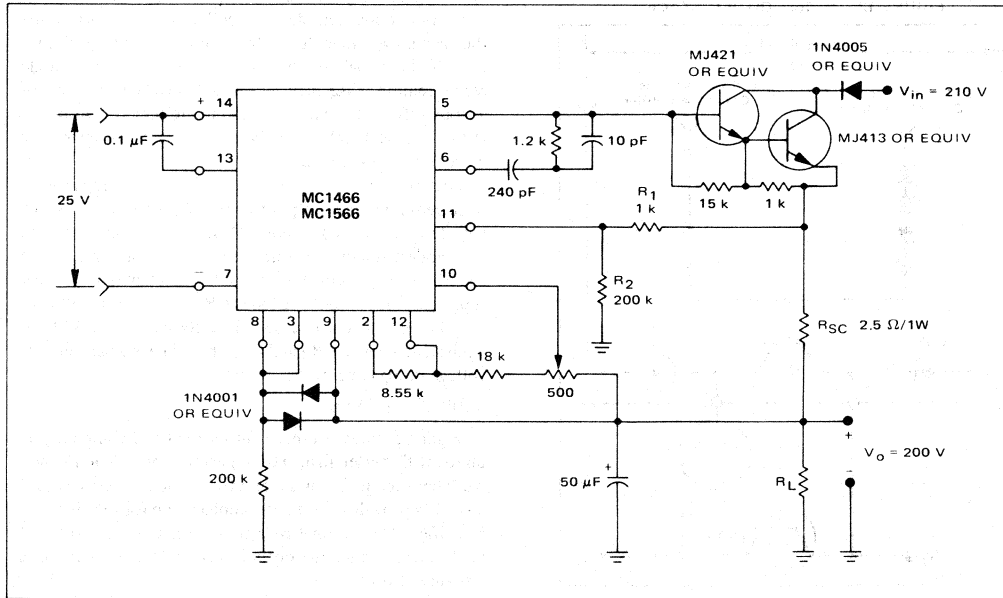 MJ421
OR EQUIV
1N4005
OR EQUIV
V_in = 210 V
MJ413 OR EQUIV
+ 14
5
0.1 µF
13
1.2 k
10 pF
6
240 pF
25 V
MC1466
MC1566
11
R1
1 k
15 k
1 k
10
− 7
R2
200 k
RSC 2.5 Ω/1W
8 3 9 2 12
18 k
8.55 k
500
1N4001
OR EQUIV
200 k
50 µF
+
RL
+
Vo = 200 V
−